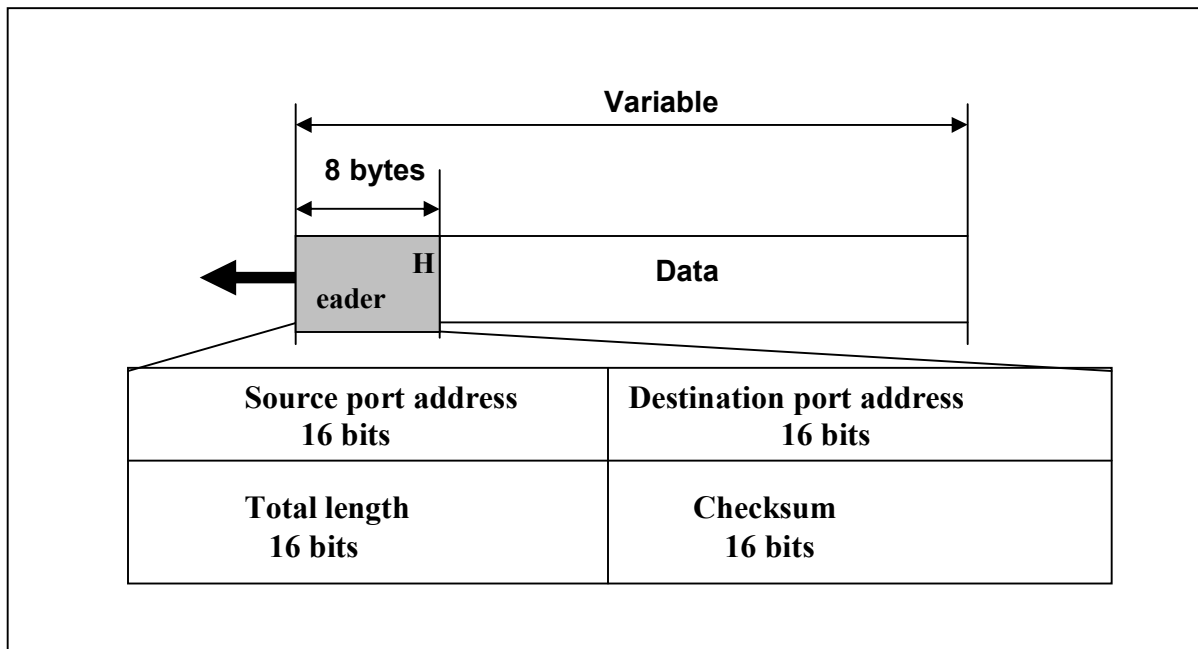 Variable
8 bytes
H
eader
Data
Source port address
16 bits
Destination port address
16 bits
Total length
16 bits
Checksum
16 bits